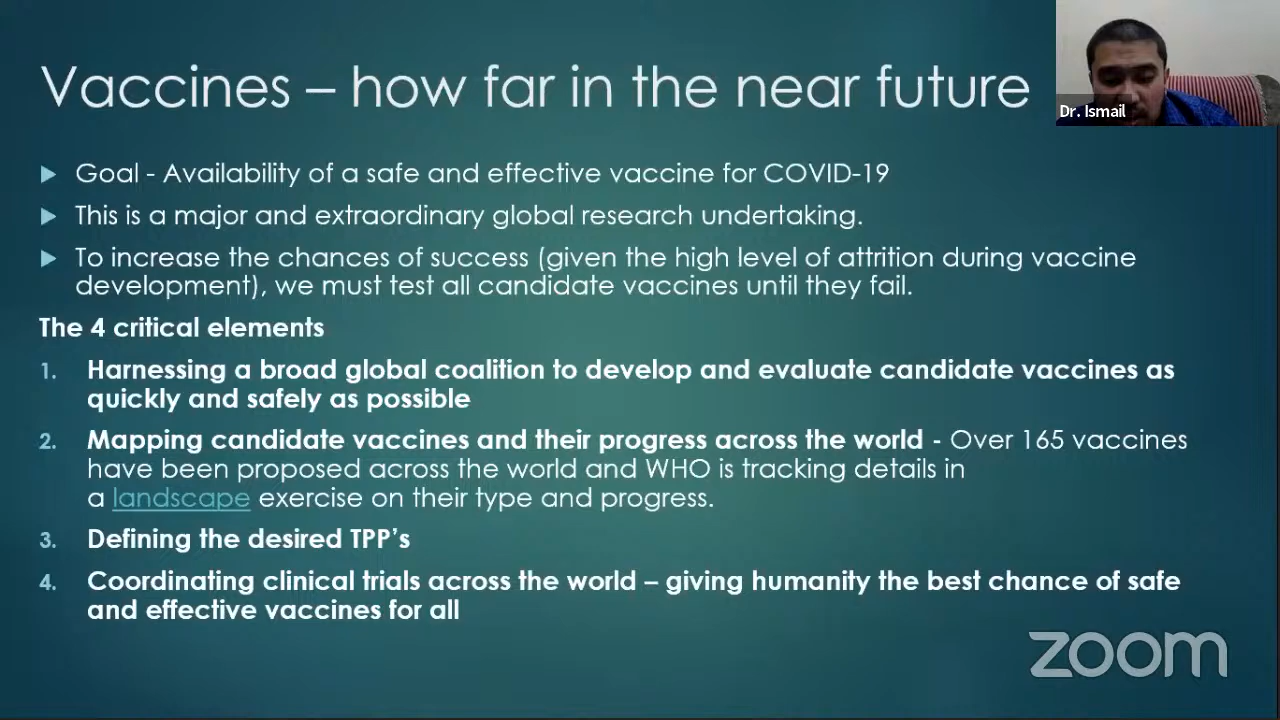 Vaccines – how far in the near future
Dr. Ismail
Goal - Availability of a safe and effective vaccine for COVID-19
This is a major and extraordinary global research undertaking.
To increase the chances of success (given the high level of attrition during vaccine
development), we must test all candidate vaccines until they fail.
The 4 critical elements
1. Harnessing a broad global coalition to develop and evaluate candidate vaccines as
quickly and safely as possible
2. Mapping candidate vaccines and their progress across the world - Over 165 vaccines
have been proposed across the world and WHO is tracking details in
a landscape exercise on their type and progress.
3. Defining the desired TPP's
4. Coordinating clinical trials across the world – giving humanity the best chance of safe
and effective vaccines for all
zoom